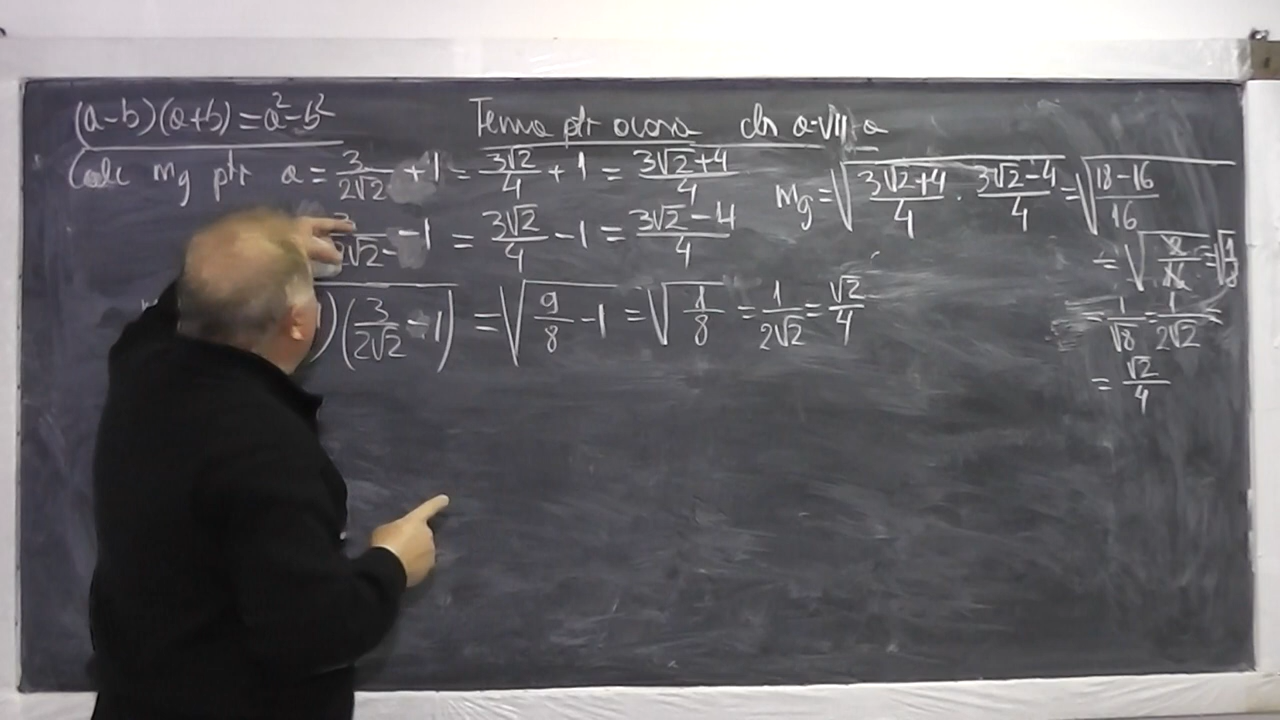 (a-b)(a+b)=a²-b²
Tema ptr acasa cls a-VII-a
Calc mg ptr a = 3/2√2 + 1 = 3√2/4 + 1 = (3√2+4)/4
3/2√2 - 1 = 3√2/4 - 1 = (3√2-4)/4
)(3/2√2 - 1) = √(9/8 - 1) = √(1/8) = 1/2√2 = √2/4
mg = √((3√2+4)/4 · (3√2-4)/4) = √((18-16)/16)
= √(2/16) = √(1/8)
= 1/√8 = 1/2√2 =
= √2/4